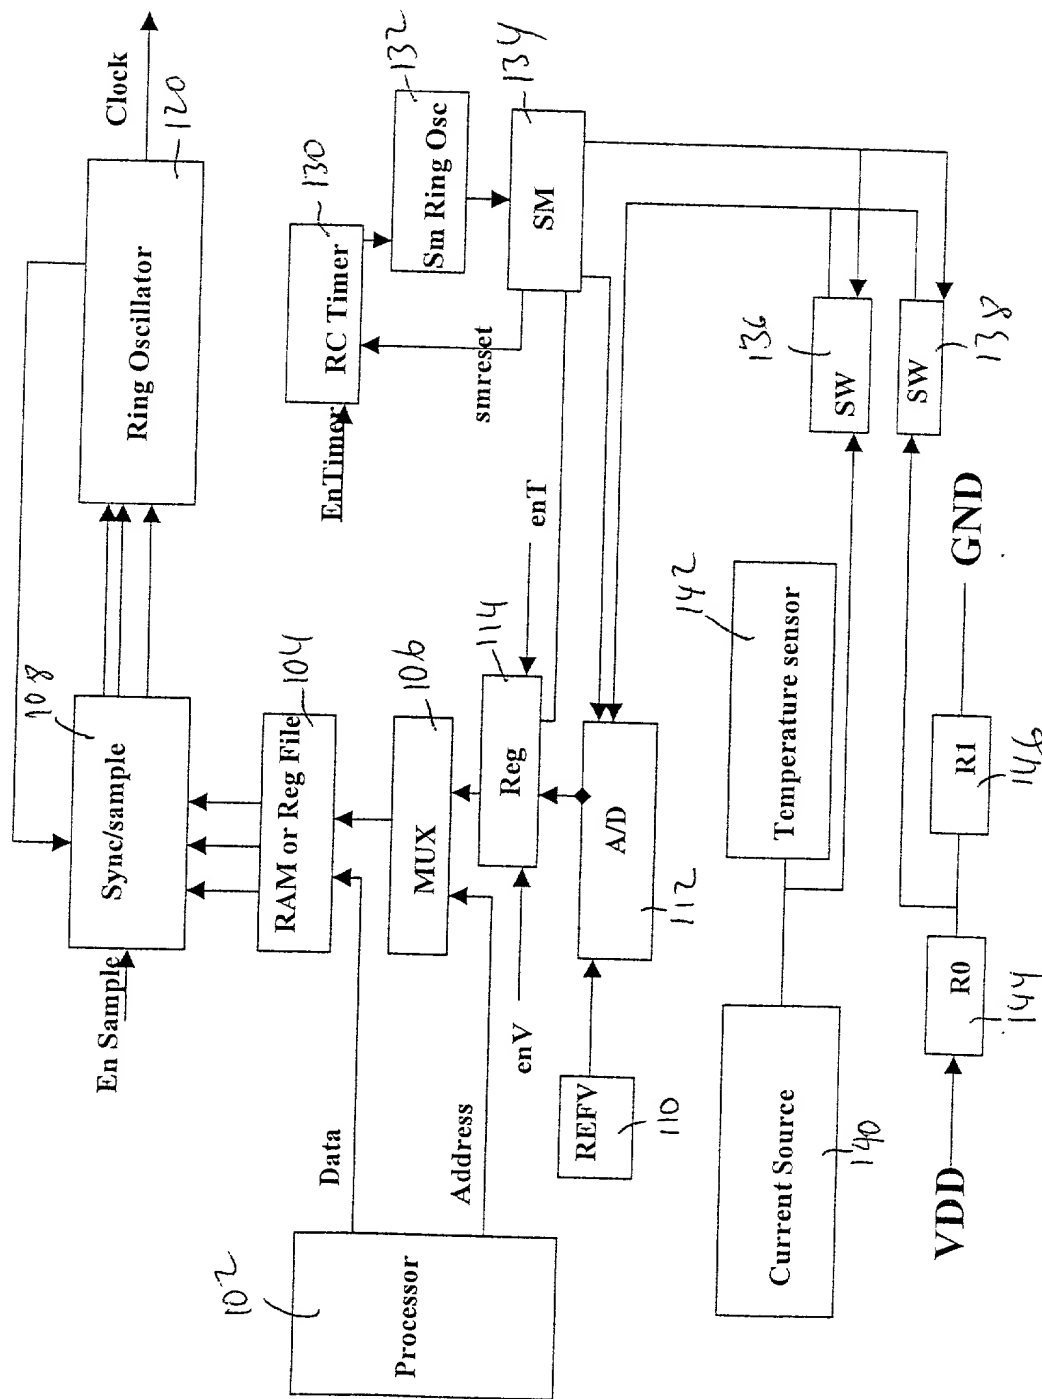 Clock
120
Ring Oscillator
108
Sync/sample
En Sample
132
Sm Ring Osc
130
RC Timer
EnTimer
134
SM
smreset
104
RAM or Reg File
Data
106
MUX
Address
114
Reg
enT
enV
A/D
112
REFV
110
Processor
102
136
SW
138
SW
142
Temperature sensor
Current Source
140
GND
R1
146
R0
144
VDD